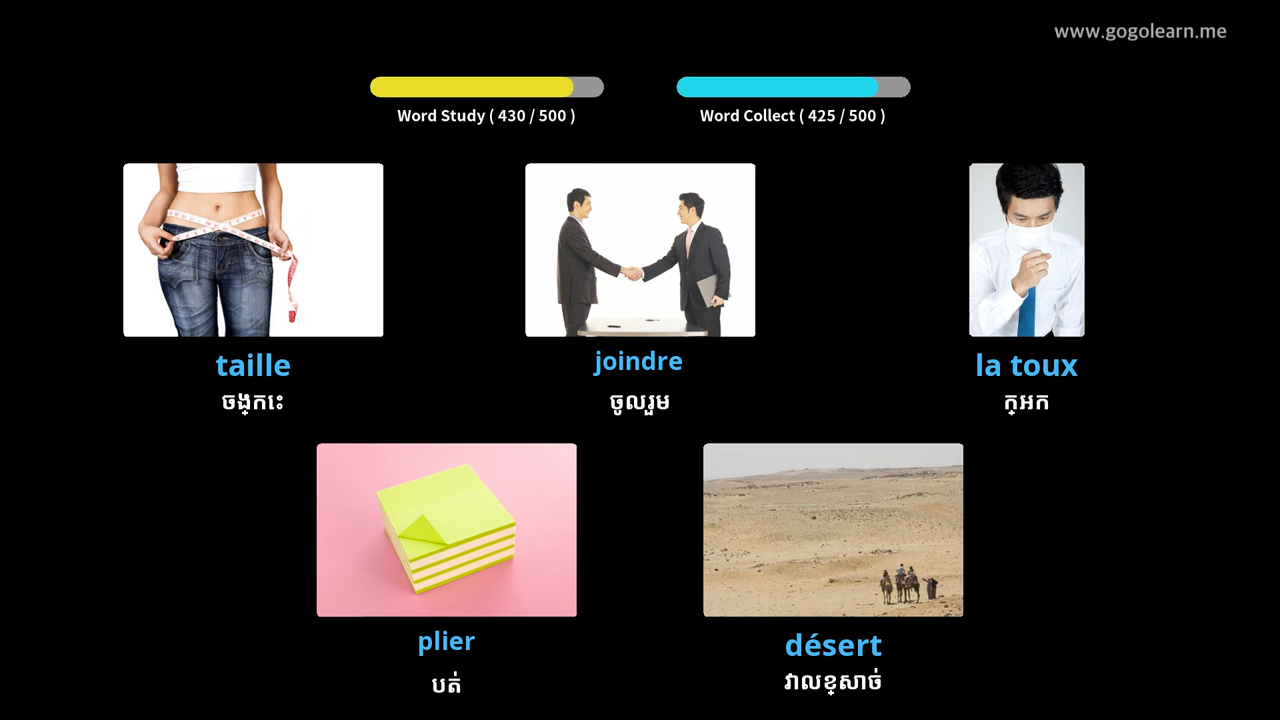 www.gogolearn.me
Word Study ( 430 / 500 )
Word Collect ( 425 / 500 )
taille
ចង្កេះ
joindre
ចូលរួម
la toux
ក្អក
plier
បត់
désert
វាលខ្សាច់